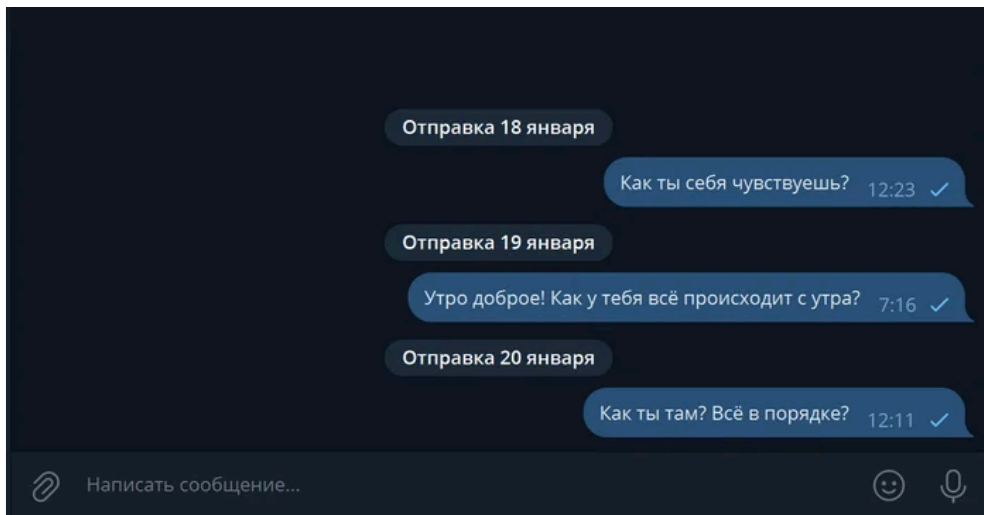 Отправка 18 января
Как ты себя чувствуешь? 12:23
Отправка 19 января
Утро доброе! Как у тебя всё происходит с утра? 7:16
Отправка 20 января
Как ты там? Всё в порядке? 12:11
Написать сообщение...